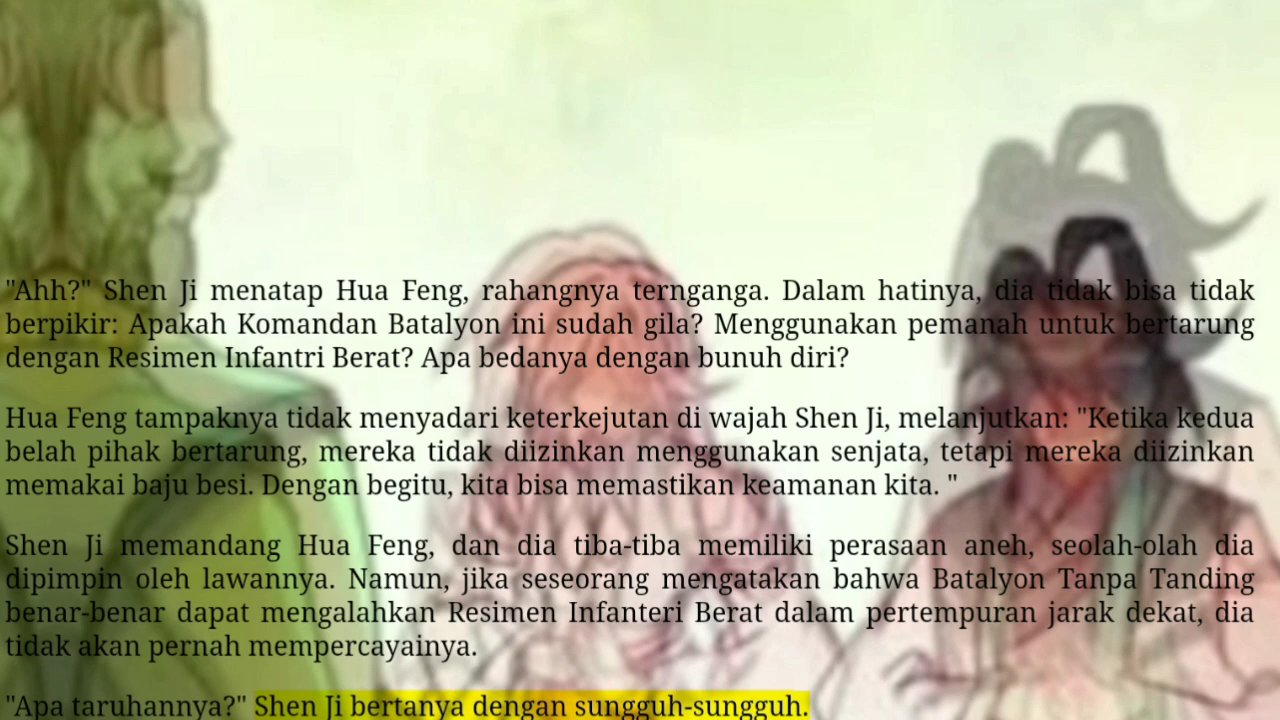 "Ahh?" Shen Ji menatap Hua Feng, rahangnya ternganga. Dalam hatinya, dia tidak bisa tidak
berpikir: Apakah Komandan Batalyon ini sudah gila? Menggunakan pemanah untuk bertarung
dengan Resimen Infantri Berat? Apa bedanya dengan bunuh diri?
Hua Feng tampaknya tidak menyadari keterkejutan di wajah Shen Ji, melanjutkan: "Ketika kedua
belah pihak bertarung, mereka tidak diizinkan menggunakan senjata, tetapi mereka diizinkan
memakai baju besi. Dengan begitu, kita bisa memastikan keamanan kita. "
Shen Ji memandang Hua Feng, dan dia tiba-tiba memiliki perasaan aneh, seolah-olah dia
dipimpin oleh lawannya. Namun, jika seseorang mengatakan bahwa Batalyon Tanpa Tanding
benar-benar dapat mengalahkan Resimen Infanteri Berat dalam pertempuran jarak dekat, dia
tidak akan pernah mempercayainya.
"Apa taruhannya?" Shen Ji bertanya dengan sungguh-sungguh.